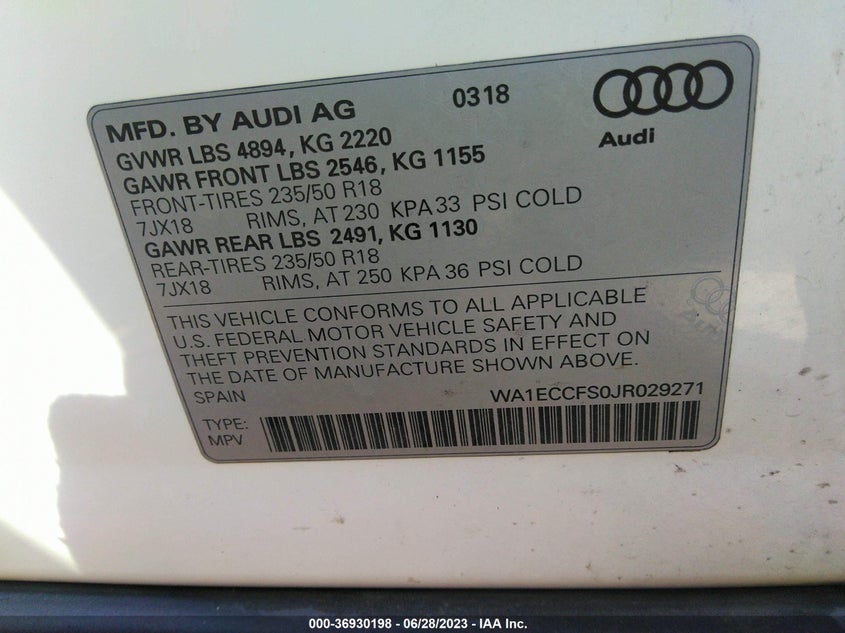 MFD. BY AUDI AG 0318
Audi
GVWR LBS 4894, KG 2220
GAWR FRONT LBS 2546, KG 1155
FRONT-TIRES 235/50 R18
7JX18 RIMS, AT 230 KPA 33 PSI COLD
GAWR REAR LBS 2491, KG 1130
REAR-TIRES 235/50 R18
7JX18 RIMS, AT 250 KPA 36 PSI COLD
THIS VEHICLE CONFORMS TO ALL APPLICABLE
U.S. FEDERAL MOTOR VEHICLE SAFETY AND
THEFT PREVENTION STANDARDS IN EFFECT ON
THE DATE OF MANUFACTURE SHOWN ABOVE.
SPAIN WA1ECCFS0JR029271
TYPE:
MPV
Audi
000-36930198 - 06/28/2023 - IAA Inc.